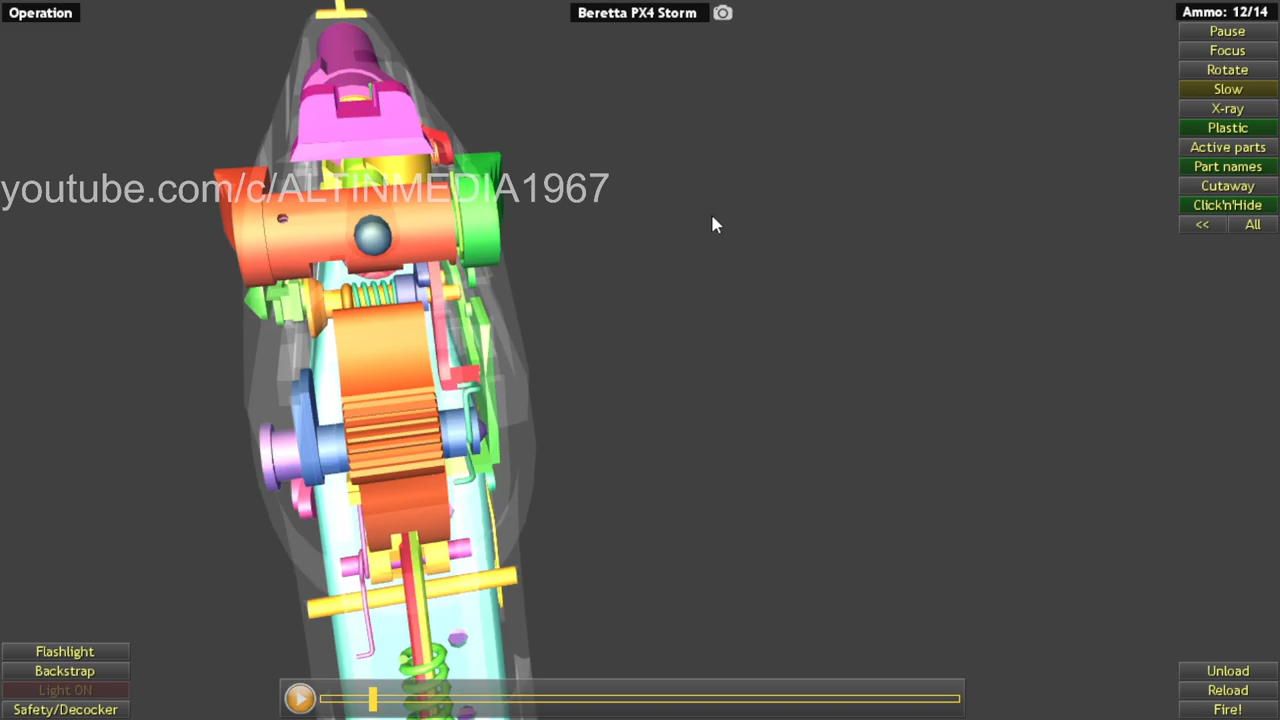 Operation
Beretta PX4 Storm
Ammo: 12/14
Pause
Focus
Rotate
Slow
X-ray
Plastic
Active parts
Part names
Cutaway
Click'n'Hide
<< All
youtube.com/c/ALTINMEDIA1967
Flashlight
Backstrap
Light ON
Safety/Decocker
Unload
Reload
Fire!